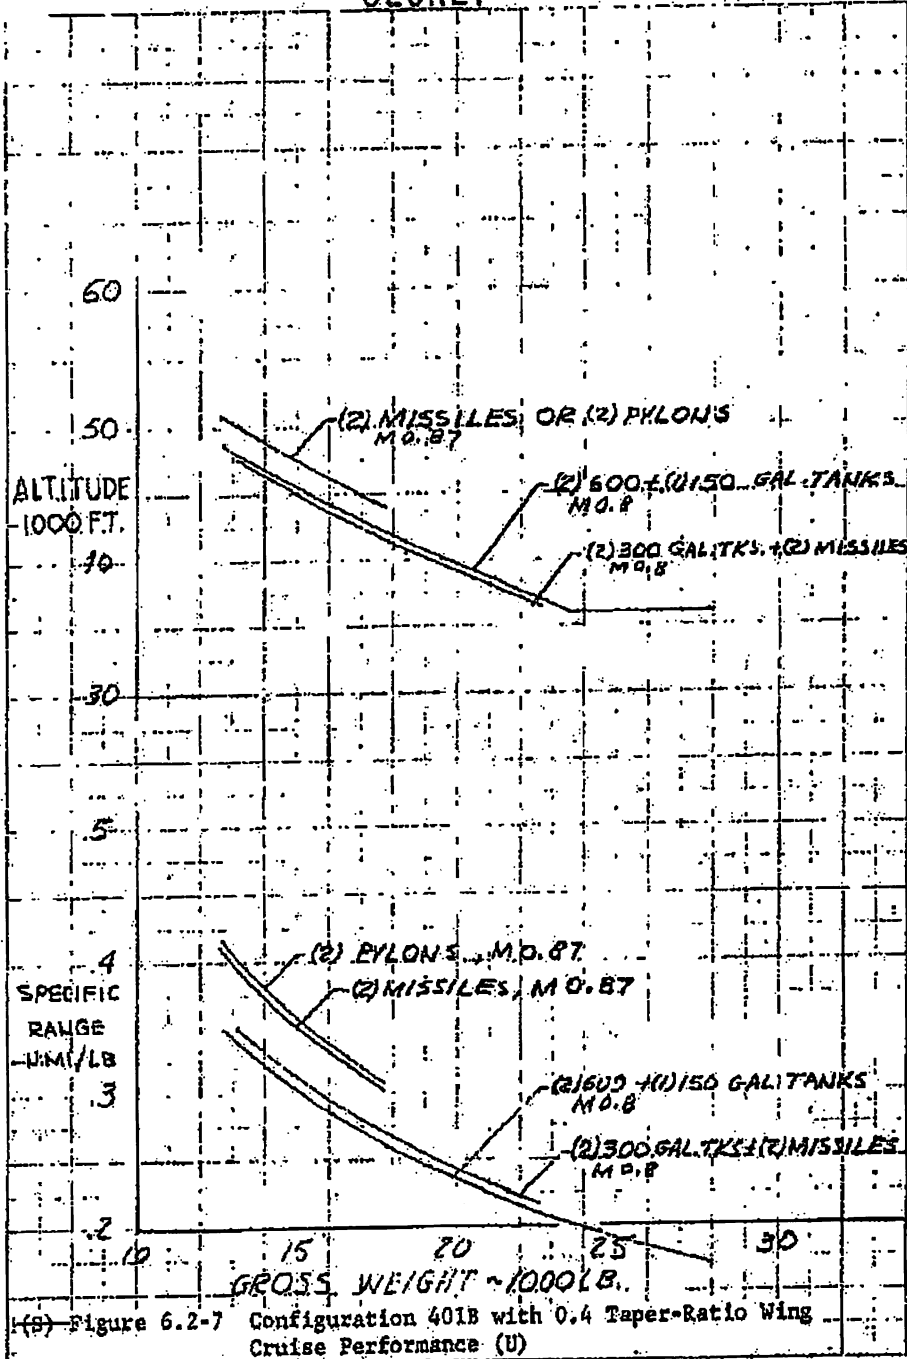 60
50
(2) MISSILES OR (2) PYLONS
M 0.87
ALTITUDE
-1000 FT.
(2) 600 + (1) 150 GAL. TANKS
M 0.8
40
(2) 300 GAL. TKS. + (2) MISSILES
M 0.8
30
.5
.4
(2) PYLONS, M 0.87
(2) MISSILES, M 0.87
SPECIFIC
RANGE
-N.MI/LB
.3
(2) 600 + (1) 150 GAL. TANKS
M 0.8
(2) 300 GAL. TKS + (2) MISSILES
M 0.8
.2
10 15 20 25 30
GROSS WEIGHT ~ 1000 LB.
(S) Figure 6.2-7 Configuration 401B with 0.4 Taper-Ratio Wing
Cruise Performance (U)